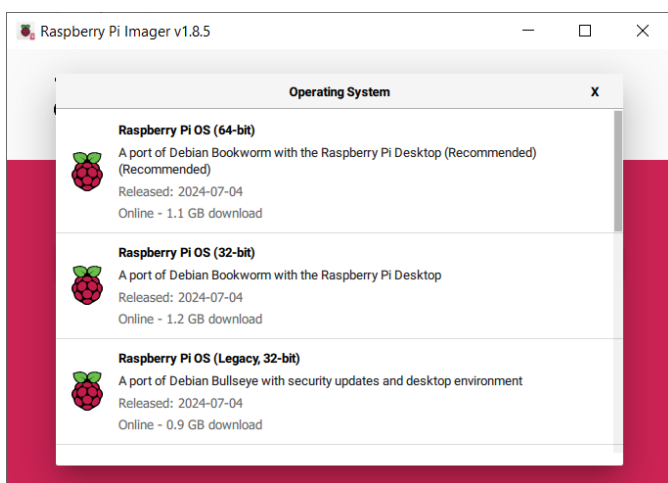 Raspberry Pi Imager v1.8.5
Operating System X
Raspberry Pi OS (64-bit)
A port of Debian Bookworm with the Raspberry Pi Desktop (Recommended)
(Recommended)
Released: 2024-07-04
Online - 1.1 GB download
Raspberry Pi OS (32-bit)
A port of Debian Bookworm with the Raspberry Pi Desktop
Released: 2024-07-04
Online - 1.2 GB download
Raspberry Pi OS (Legacy, 32-bit)
A port of Debian Bullseye with security updates and desktop environment
Released: 2024-07-04
Online - 0.9 GB download